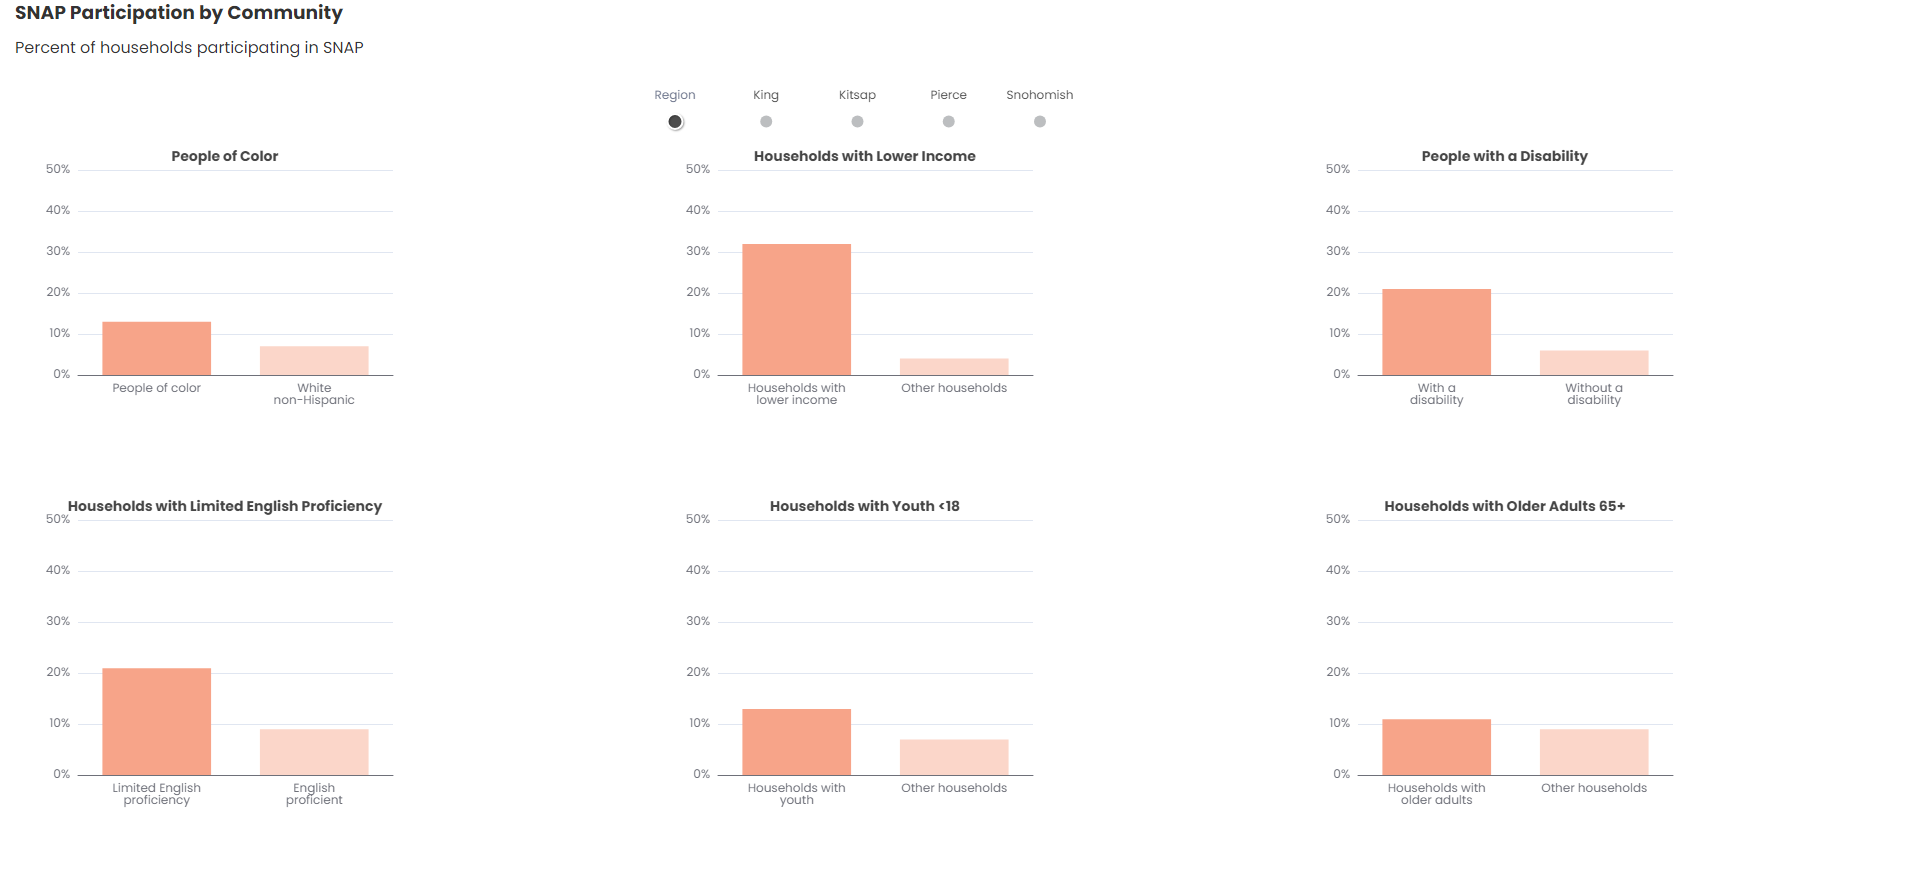 SNAP Participation by Community
Percent of households participating in SNAP
Region King Kitsap Pierce Snohomish
People of Color
50%
40%
30%
20%
10%
0%
People of color
White
non-Hispanic
Households with Lower Income
50%
40%
30%
20%
10%
0%
Households with
lower income
Other households
People with a Disability
50%
40%
30%
20%
10%
0%
With a
disability
Without a
disability
Households with Limited English Proficiency
50%
40%
30%
20%
10%
0%
Limited English
proficiency
English
proficient
Households with Youth <18
50%
40%
30%
20%
10%
0%
Households with
youth
Other households
Households with Older Adults 65+
50%
40%
30%
20%
10%
0%
Households with
older adults
Other households